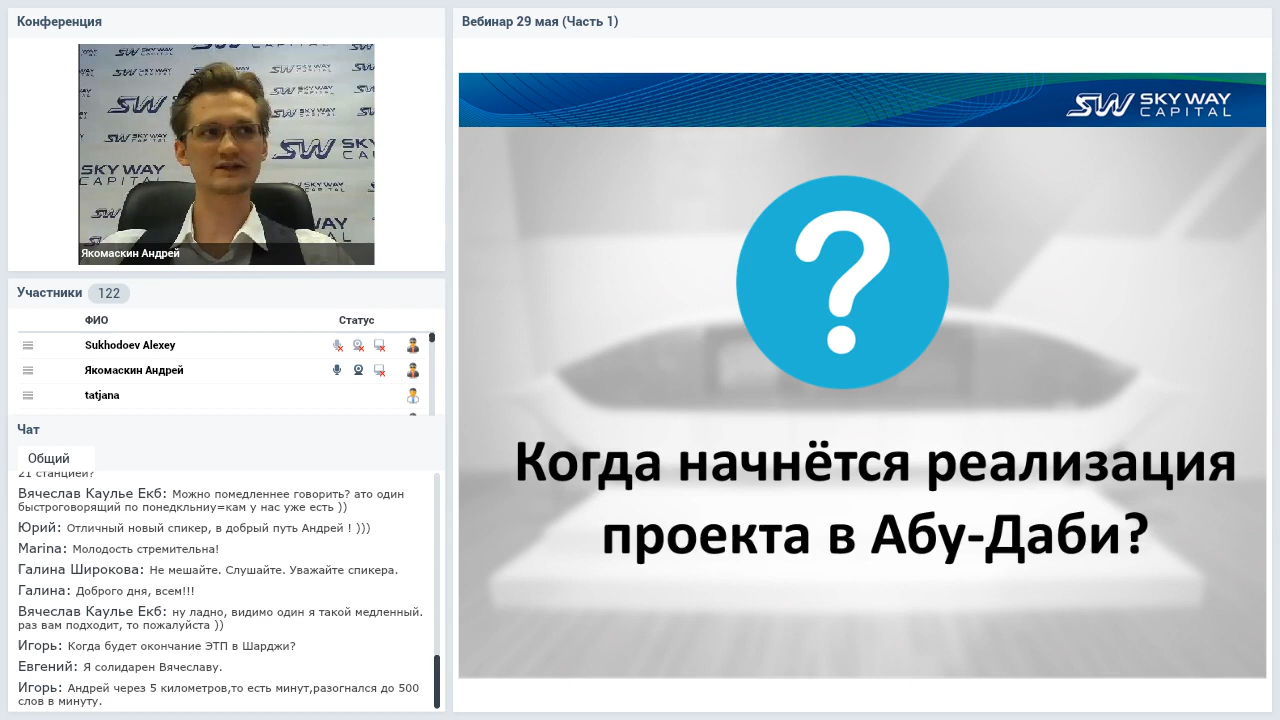 Конференция
SKY WAY
CAPITAL
Якомаскин Андрей
Участники 122
ФИО Статус
Sukhodoev Alexey
Якомаскин Андрей
tatjana
Чат
Общий
21 станцией?
Вячеслав Каулье Екб: Можно помедленнее говорить? ато один
быстроговорящий по понедкльниу=кам у нас уже есть ))
Юрий: Отличный новый спикер, в добрый путь Андрей ! )))
Marina: Молодость стремительна!
Галина Широкова: Не мешайте. Слушайте. Уважайте спикера.
Галина: Доброго дня, всем!!!
Вячеслав Каулье Екб: ну ладно, видимо один я такой медленный.
раз вам подходит, то пожалуйста ))
Игорь: Когда будет окончание ЭТП в Шарджи?
Евгений: Я солидарен Вячеславу.
Игорь: Андрей через 5 километров,то есть минут,разогнался до 500
слов в минуту.
Вебинар 29 мая (Часть 1)
SW SKY WAY
CAPITAL
?
Когда начнётся реализация
проекта в Абу-Даби?